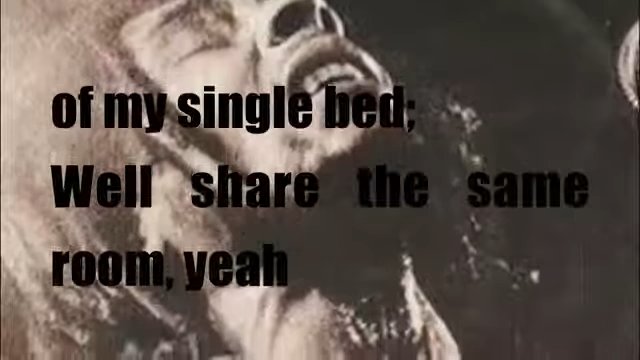 of my single bed;
Well share the same
room, yeah